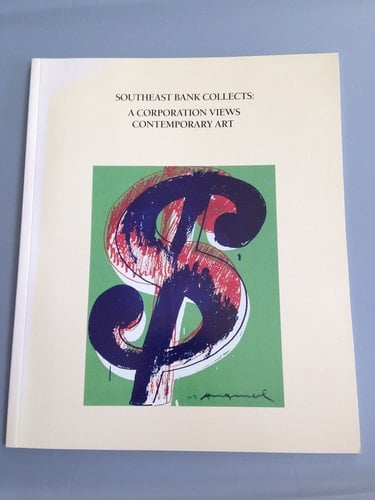 SOUTHEAST BANK COLLECTS:
A CORPORATION VIEWS
CONTEMPORARY ART